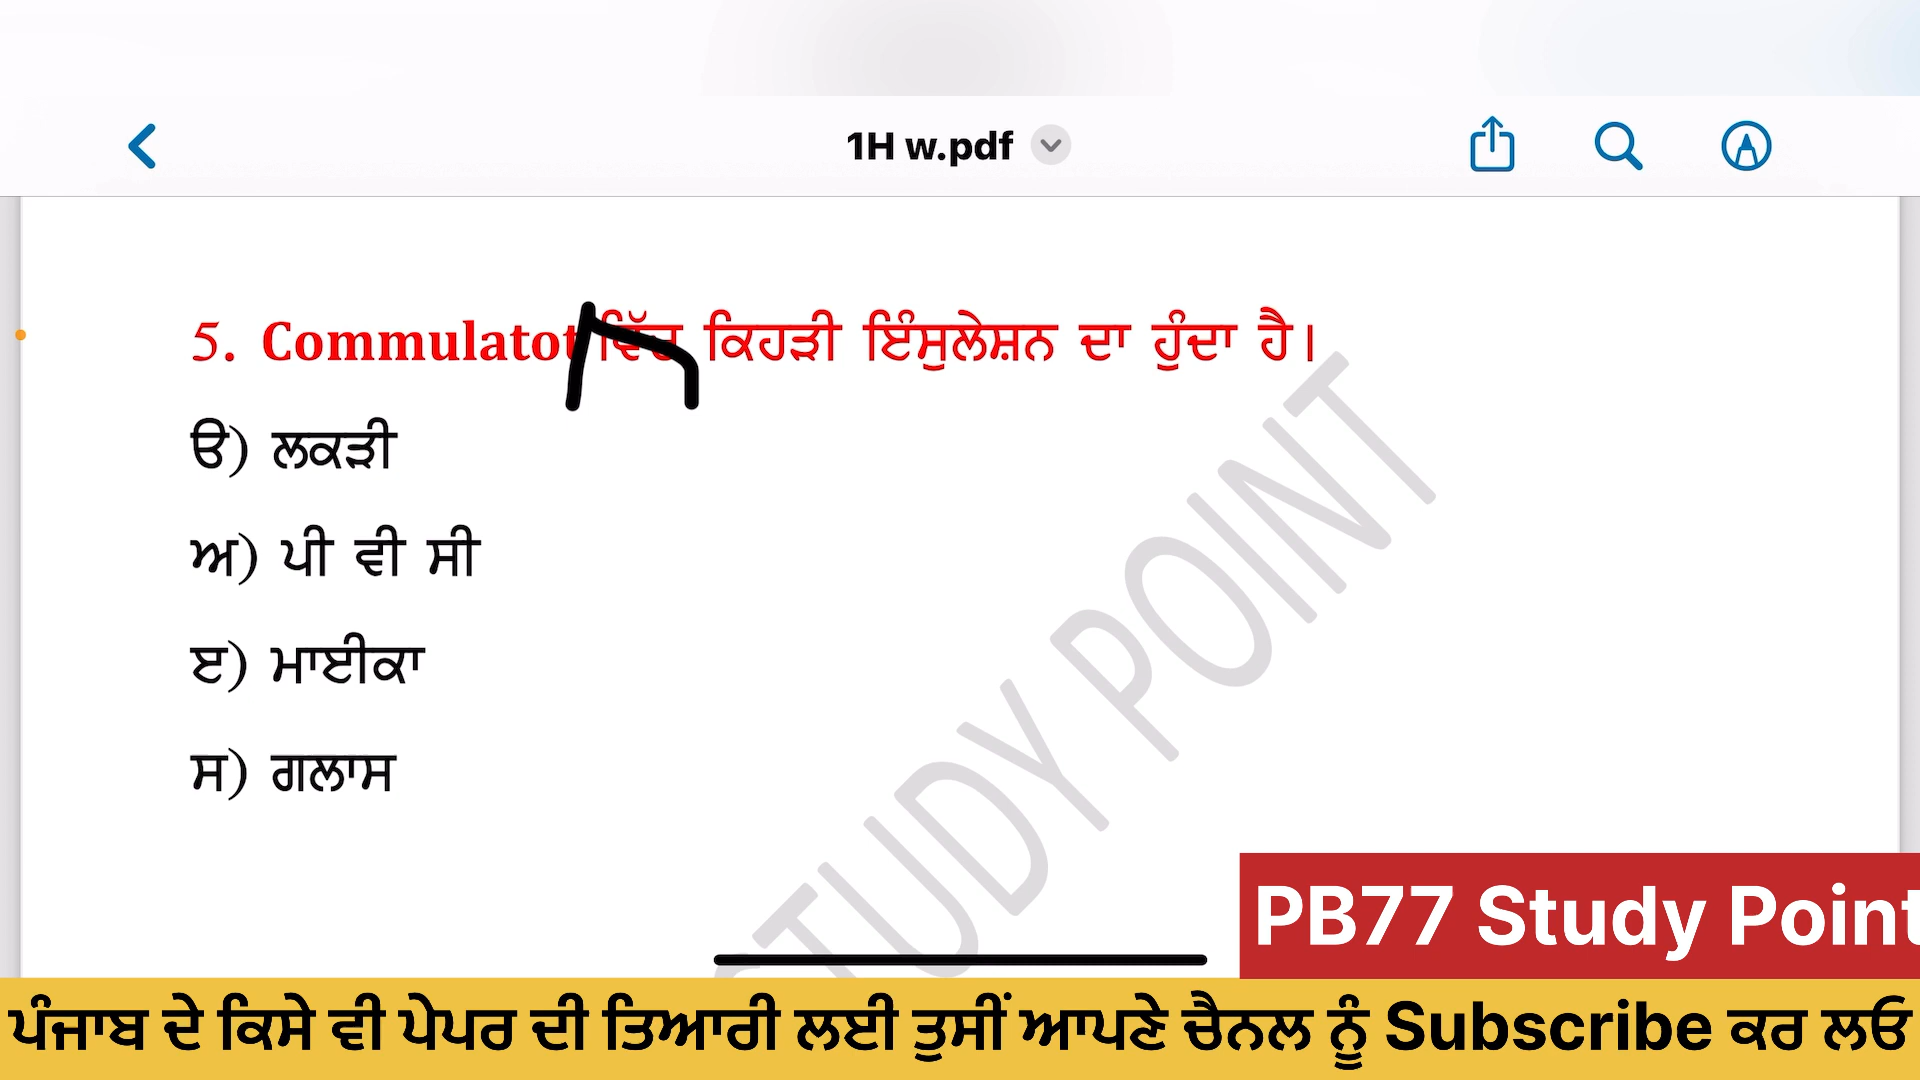 1H w.pdf
5. Commulatot ਵਿੱਚ ਕਿਹੜੀ ਇੰਸੁਲੇਸ਼ਨ ਦਾ ਹੁੰਦਾ ਹੈ।
ੳ) ਲਕੜੀ
ਅ) ਪੀ ਵੀ ਸੀ
ੲ) ਮਾਈਕਾ
ਸ) ਗਲਾਸ
STUDY POINT
PB77 Study Point
ਪੰਜਾਬ ਦੇ ਕਿਸੇ ਵੀ ਪੇਪਰ ਦੀ ਤਿਆਰੀ ਲਈ ਤੁਸੀਂ ਆਪਣੇ ਚੈਨਲ ਨੂੰ Subscribe ਕਰ ਲਓ